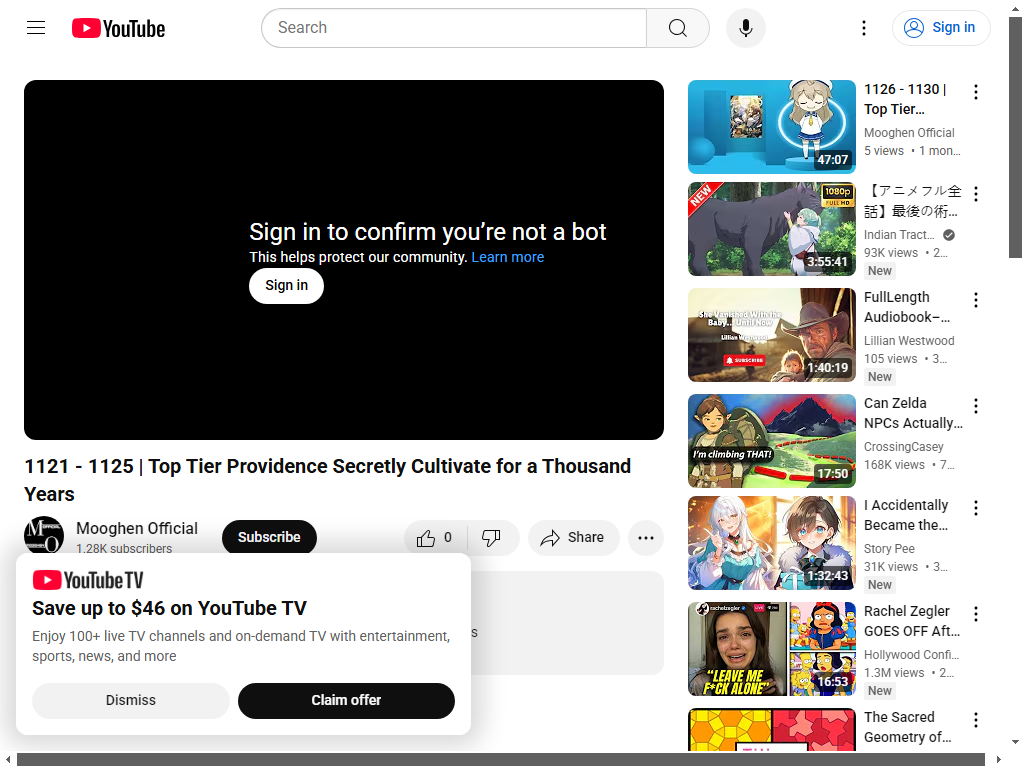 YouTube
Search
Sign in
Sign in to confirm you’re not a bot
This helps protect our community. Learn more
Sign in
1121 - 1125 | Top Tier Providence Secretly Cultivate for a Thousand
Years
Mooghen Official
1.28K subscribers
Subscribe
0
Share
YouTube TV
Save up to $46 on YouTube TV
Enjoy 100+ live TV channels and on-demand TV with entertainment,
sports, news, and more
Dismiss
Claim offer
s
47:07
1126 - 1130 |
Top Tier…
Mooghen Official
5 views • 1 mon…
NEW
1080p
FULL HD
3:55:41
【アニメフル全
話】最後の術…
Indian Tract…
93K views • 2…
New
She Vanished With the
Baby... Until Now
Lillian Westwood
SUBSCRIBE
1:40:19
FullLength
Audiobook–…
Lillian Westwood
105 views • 3…
New
I'm climbing THAT!
17:50
Can Zelda
NPCs Actually…
CrossingCasey
168K views • 7…
1:32:43
I Accidentally
Became the…
Story Pee
31K views • 3…
New
rachelzegler
LIVE
"LEAVE ME
F*CK ALONE"
16:53
Rachel Zegler
GOES OFF Aft…
Hollywood Confi…
1.3M views • 2…
New
The Sacred
Geometry of…